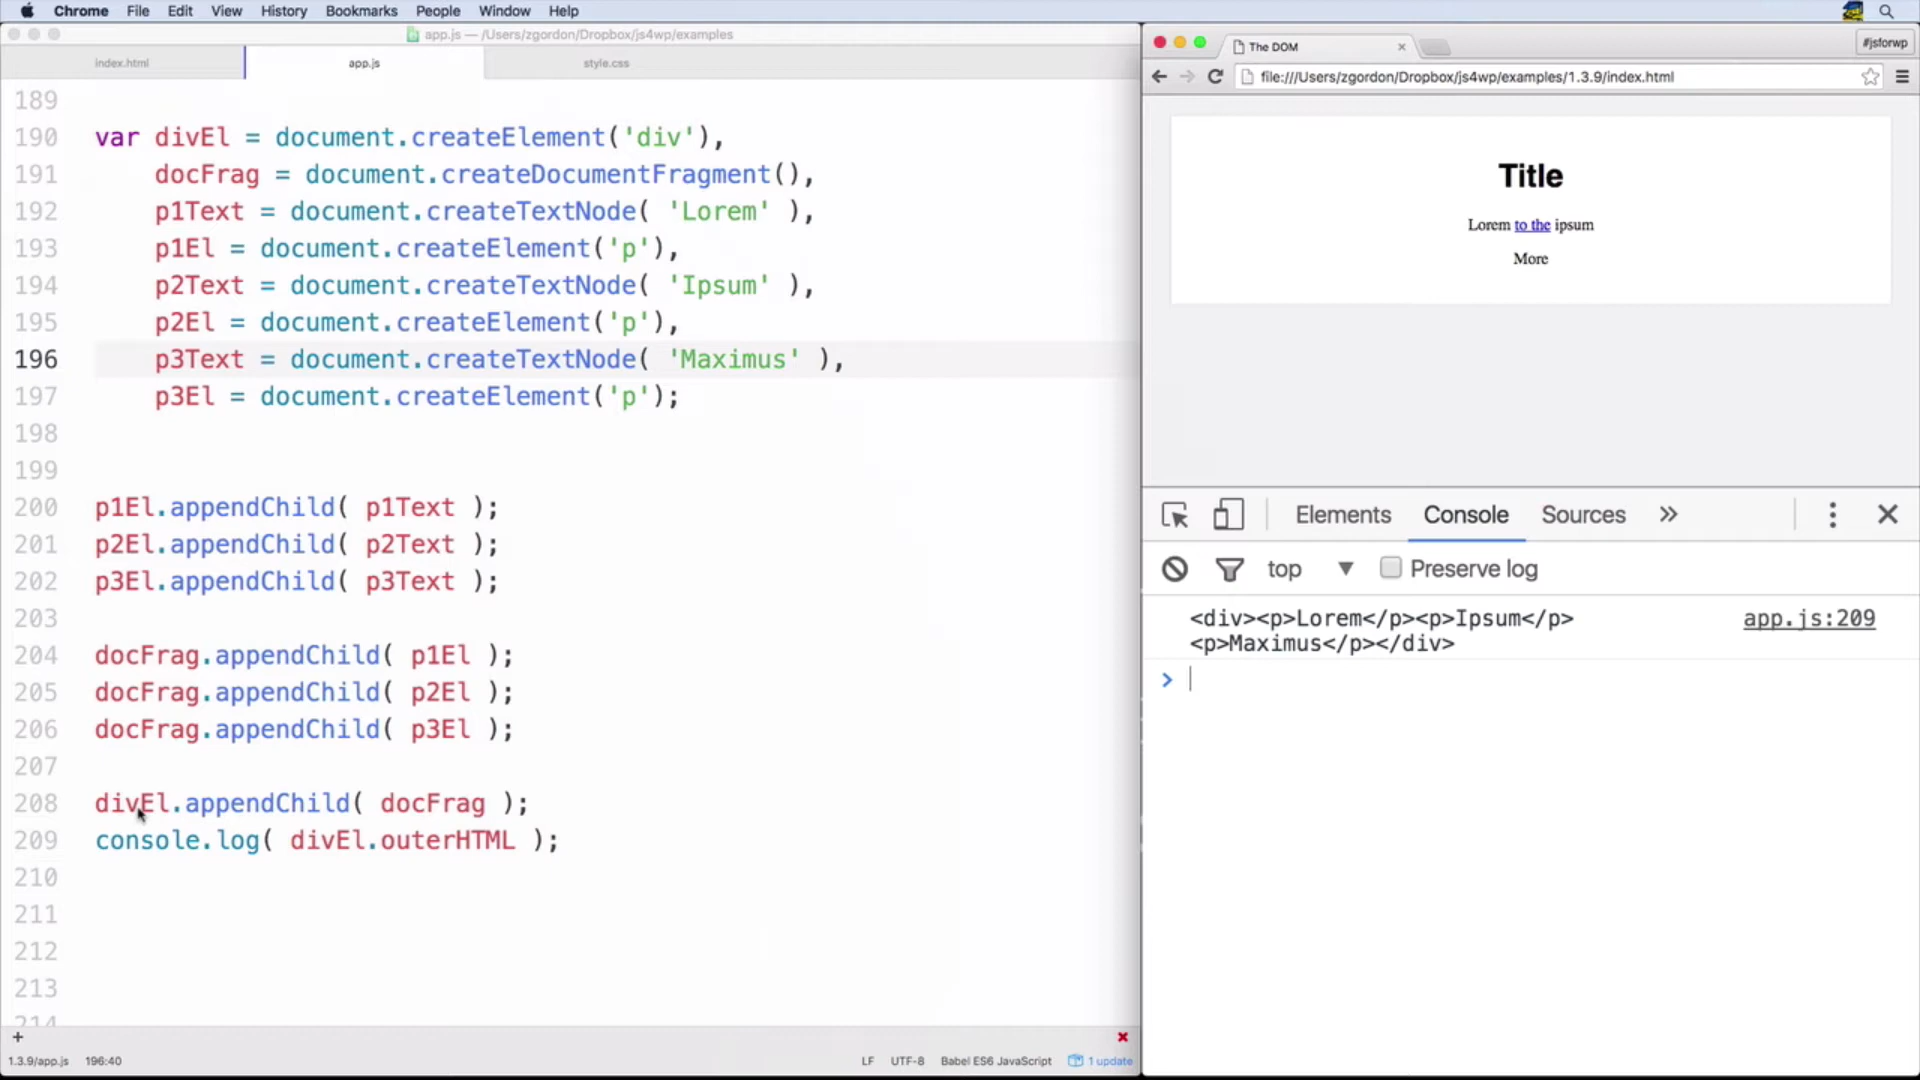 Chrome File Edit View History Bookmarks People Window Help
app.js — /Users/zgordon/Dropbox/js4wp/examples
index.html app.js style.css
189
190 var divEl = document.createElement('div'),
191 docFrag = document.createDocumentFragment(),
192 p1Text = document.createTextNode( 'Lorem' ),
193 p1El = document.createElement('p'),
194 p2Text = document.createTextNode( 'Ipsum' ),
195 p2El = document.createElement('p'),
196 p3Text = document.createTextNode( 'Maximus' ),
197 p3El = document.createElement('p');
198
199
200 p1El.appendChild( p1Text );
201 p2El.appendChild( p2Text );
202 p3El.appendChild( p3Text );
203
204 docFrag.appendChild( p1El );
205 docFrag.appendChild( p2El );
206 docFrag.appendChild( p3El );
207
208 divEl.appendChild( docFrag );
209 console.log( divEl.outerHTML );
210
211
212
213
214
+
1.3.9/app.js 196:40 LF UTF-8 Babel ES6 JavaScript 1 update
The DOM #jsforwp
file:///Users/zgordon/Dropbox/js4wp/examples/1.3.9/index.html
Title
Lorem to the ipsum
More
Elements Console Sources »
top Preserve log
<div><p>Lorem</p><p>Ipsum</p> app.js:209
<p>Maximus</p></div>
>